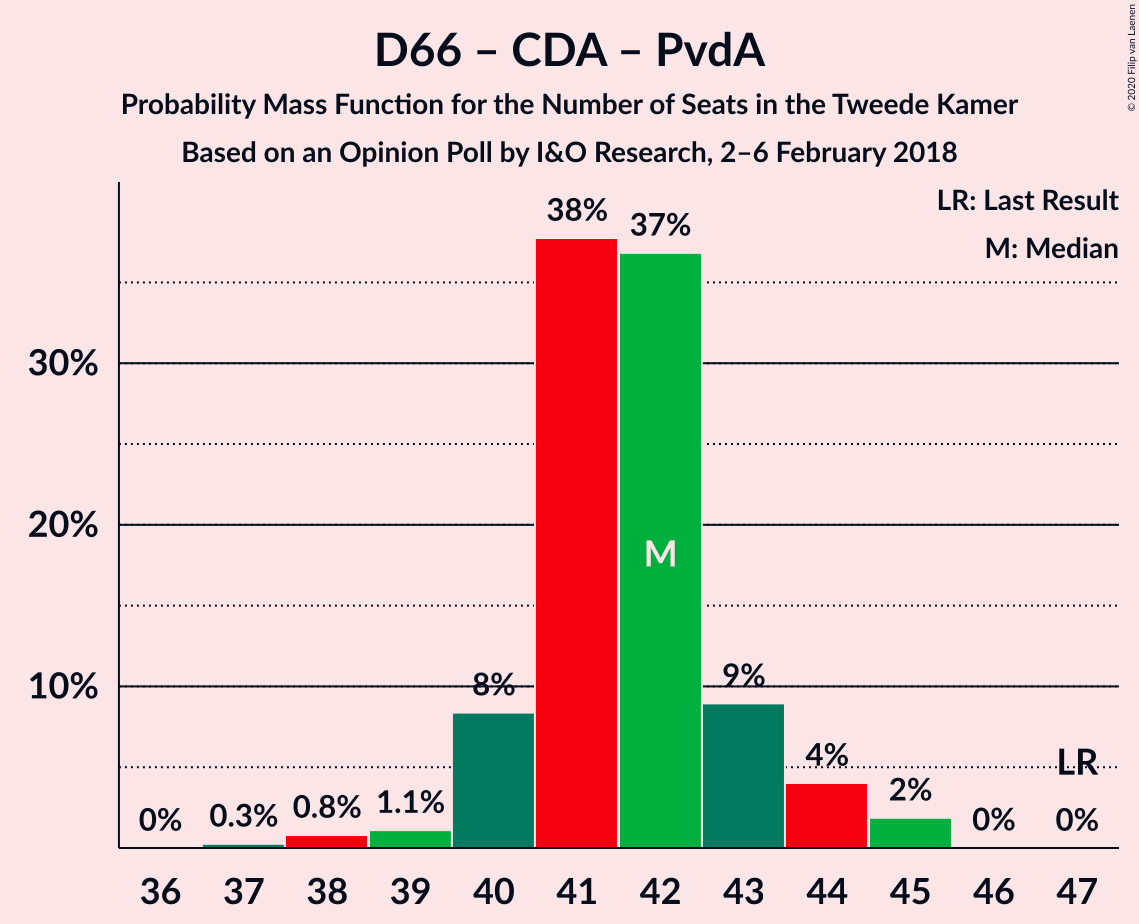 D66 – CDA – PvdA
Probability Mass Function for the Number of Seats in the Tweede Kamer
Based on an Opinion Poll by I&O Research, 2–6 February 2018
© 2020 Filip van Laenen
LR: Last Result
M: Median
38%
37%
30%
20%
M
10%
8%
9%
4%
LR
0%
0.3%
0.8%
1.1%
2%
0%
0%
36 37 38 39 40 41 42 43 44 45 46 47